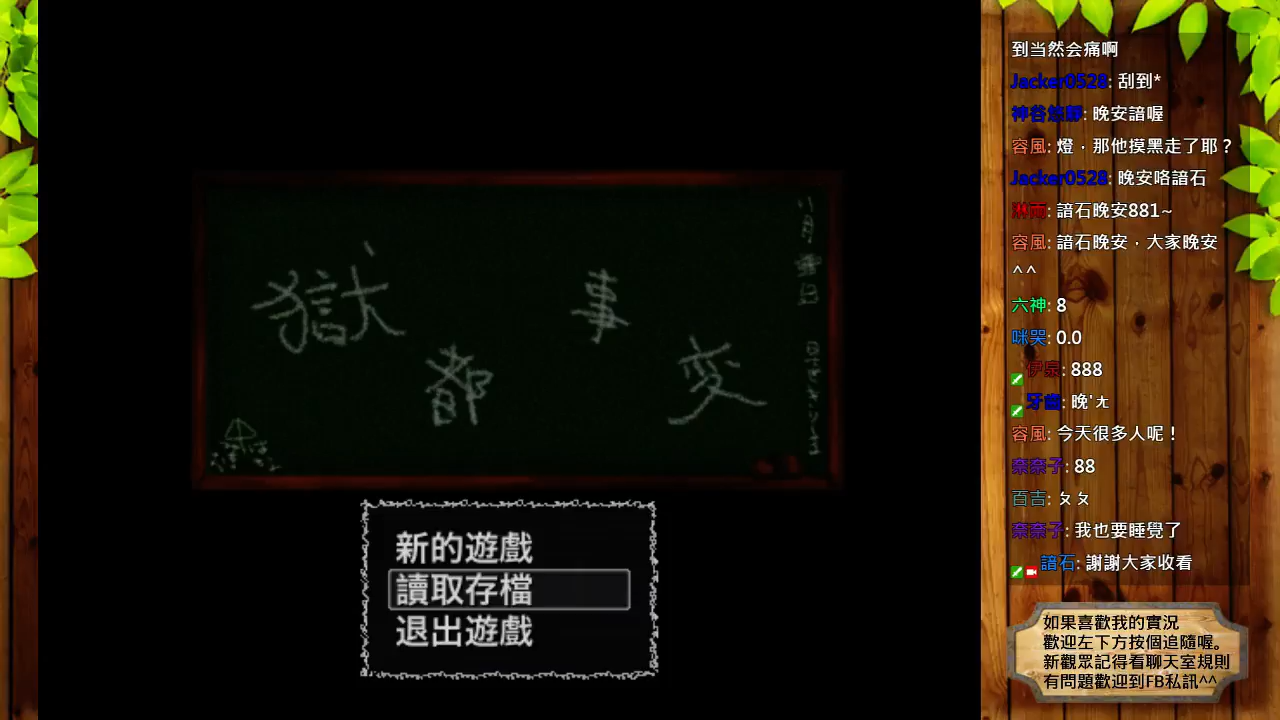 獄
都
事
変
新的遊戲
讀取存檔
退出遊戲
到当然会痛啊
Jacker0528: 刮到*
神谷悠靜: 晚安諳喔
容風: 燈，那他摸黑走了耶？
Jacker0528: 晚安咯諳石
淋雨: 諳石晚安881~
容風: 諳石晚安，大家晚安
^^
六神: 8
咪哭: 0.0
伊泉: 888
牙齒: 晚'ㄤ
容風: 今天很多人呢！
奈奈子: 88
百吉: ㄆㄆ
奈奈子: 我也要睡覺了
諳石: 謝謝大家收看
如果喜歡我的實況
歡迎左下方按個追隨喔。
新觀眾記得看聊天室規則
有問題歡迎到FB私訊^^